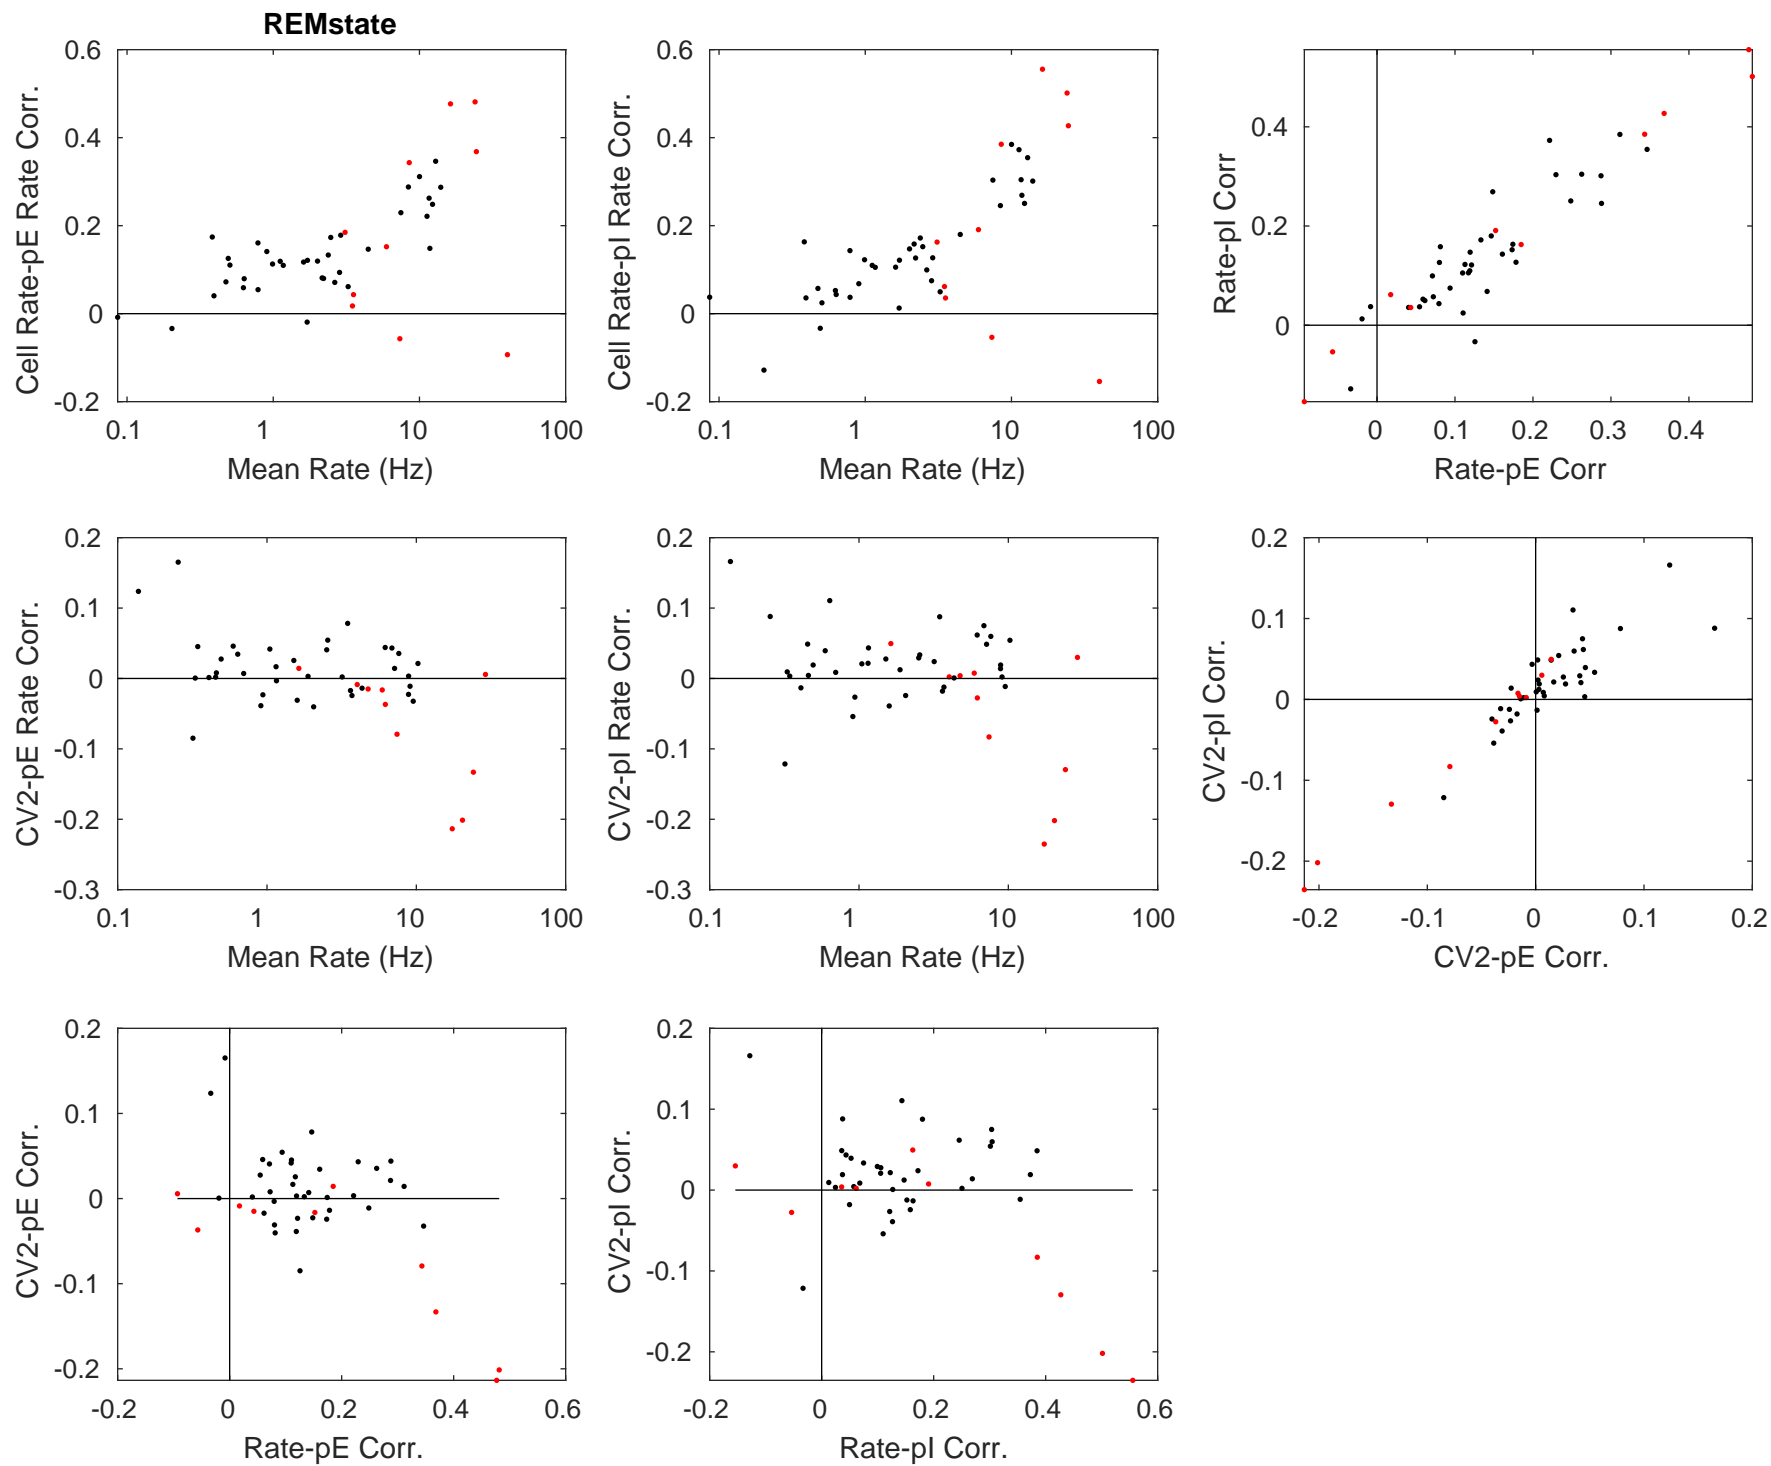 REMstate
0.6
0.4
0.2
0
-0.2
Cell Rate-pE Rate Corr.
0.1 1 10 100
Mean Rate (Hz)
0.6
0.4
0.2
0
-0.2
Cell Rate-pI Rate Corr.
0.1 1 10 100
Mean Rate (Hz)
0.4
0.2
0
Rate-pI Corr
0 0.1 0.2 0.3 0.4
Rate-pE Corr
0.2
0.1
0
-0.1
-0.2
-0.3
CV2-pE Rate Corr.
0.1 1 10 100
Mean Rate (Hz)
0.2
0.1
0
-0.1
-0.2
-0.3
CV2-pI Rate Corr.
0.1 1 10 100
Mean Rate (Hz)
0.2
0.1
0
-0.1
-0.2
CV2-pI Corr.
-0.2 -0.1 0 0.1 0.2
CV2-pE Corr.
0.2
0.1
0
-0.1
-0.2
CV2-pE Corr.
-0.2 0 0.2 0.4 0.6
Rate-pE Corr.
0.2
0.1
0
-0.1
-0.2
CV2-pI Corr.
-0.2 0 0.2 0.4 0.6
Rate-pI Corr.